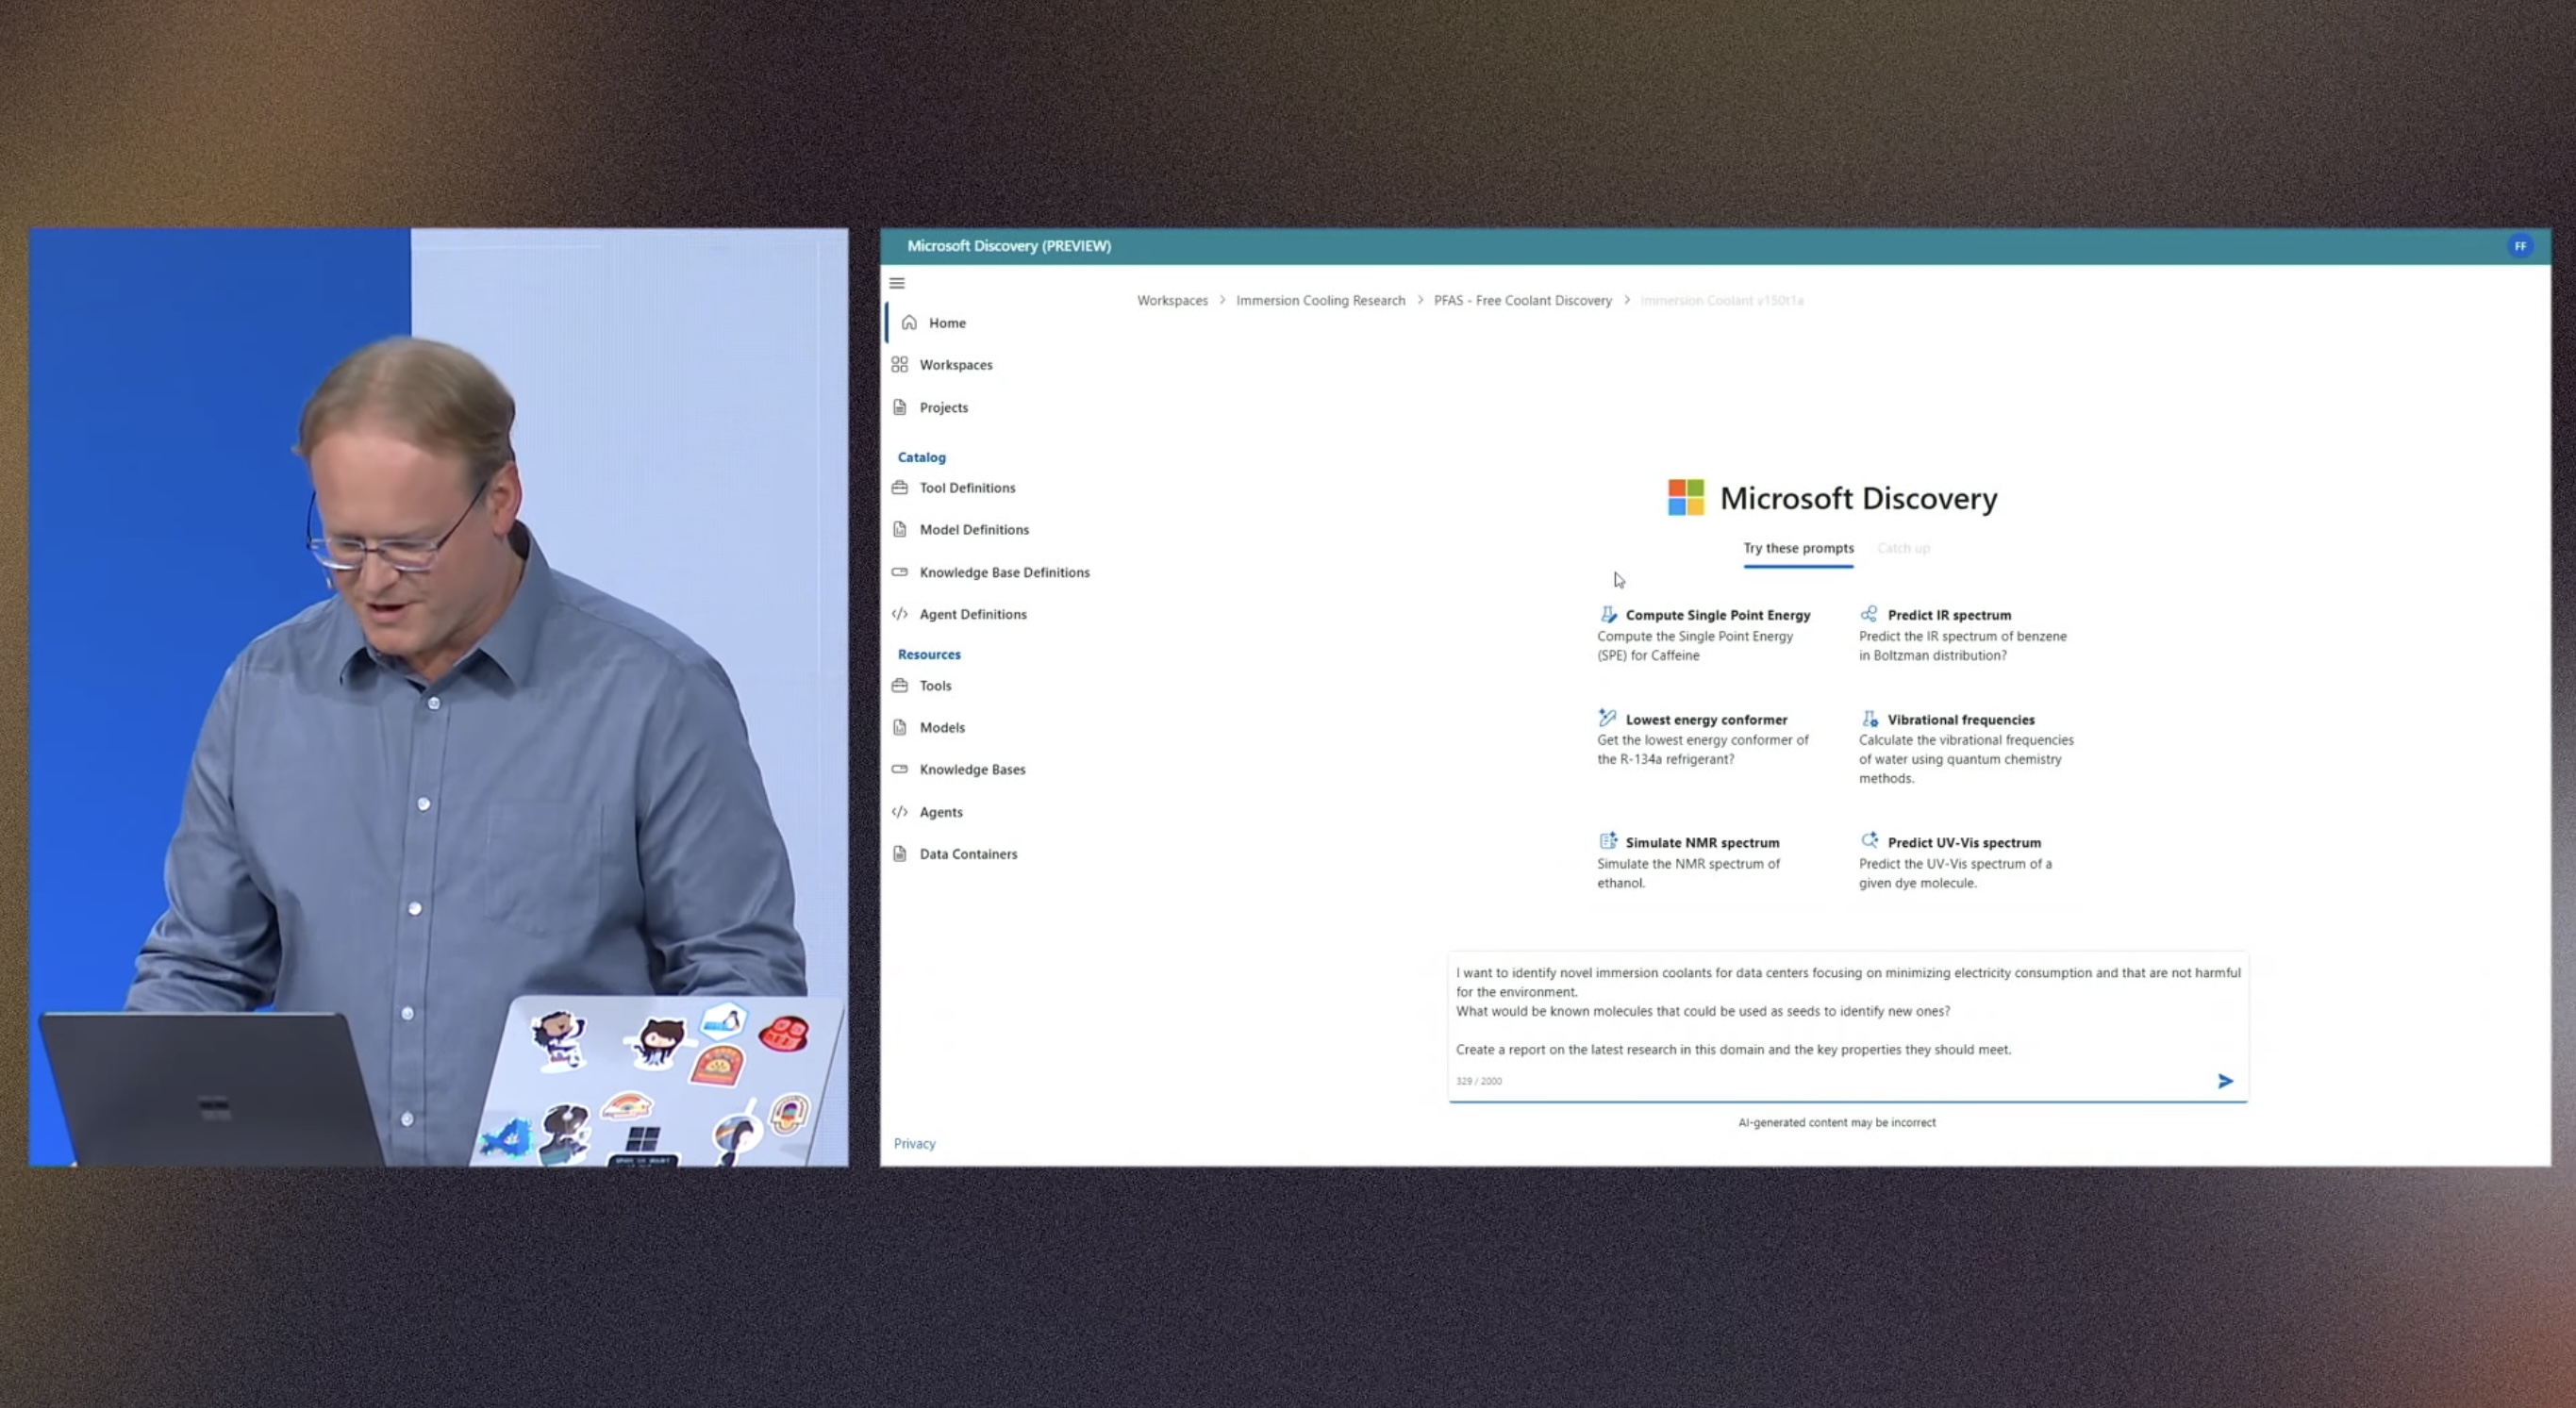 Microsoft Discovery (PREVIEW)
FF
Workspaces > Immersion Cooling Research > PFAS - Free Coolant Discovery > Immersion Coolant v150t1a
Home
Workspaces
Projects
Catalog
Tool Definitions
Model Definitions
Knowledge Base Definitions
Agent Definitions
Resources
Tools
Models
Knowledge Bases
Agents
Data Containers
Privacy
Microsoft Discovery
Try these prompts
Catch up
Compute Single Point Energy
Compute the Single Point Energy
(SPE) for Caffeine
Predict IR spectrum
Predict the IR spectrum of benzene
in Boltzman distribution?
Lowest energy conformer
Get the lowest energy conformer of
the R-134a refrigerant?
Vibrational frequencies
Calculate the vibrational frequencies
of water using quantum chemistry
methods.
Simulate NMR spectrum
Simulate the NMR spectrum of
ethanol.
Predict UV-Vis spectrum
Predict the UV-Vis spectrum of a
given dye molecule.
I want to identify novel immersion coolants for data centers focusing on minimizing electricity consumption and that are not harmful
for the environment.
What would be known molecules that could be used as seeds to identify new ones?
Create a report on the latest research in this domain and the key properties they should meet.
329 / 2000
AI-generated content may be incorrect